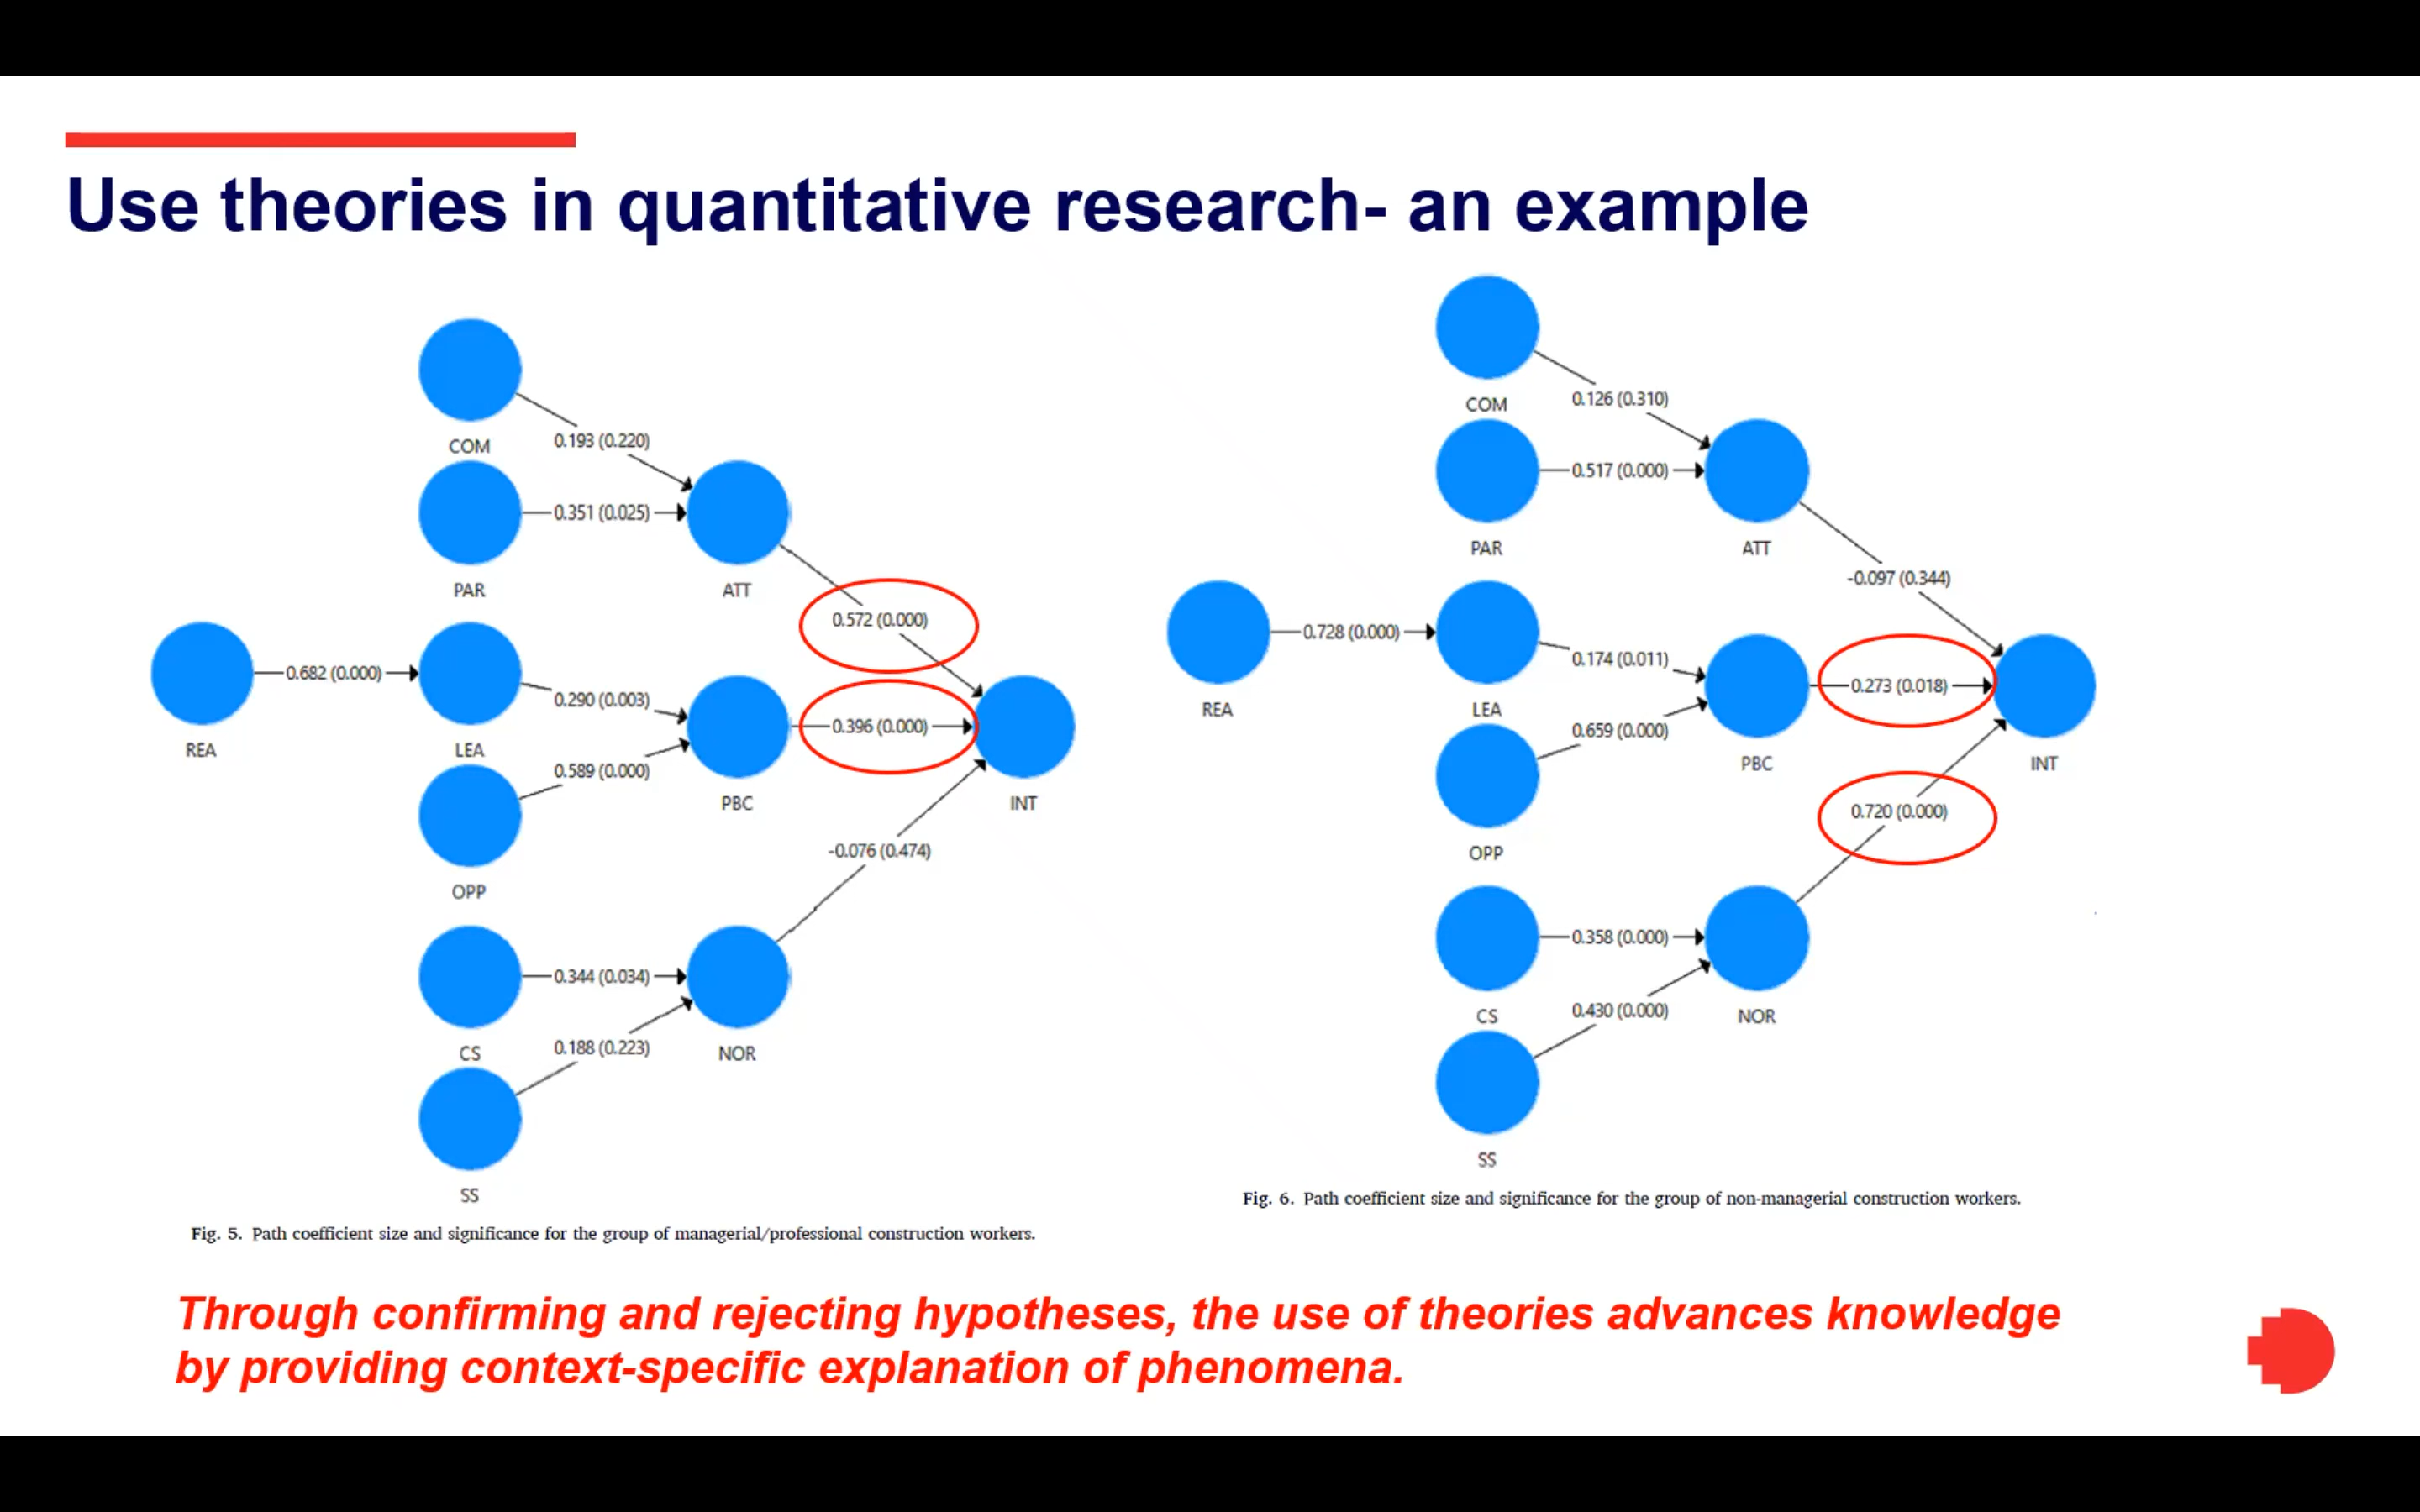 Use theories in quantitative research- an example
COM
0.193 (0.220)
PAR
0.351 (0.025)
ATT
0.572 (0.000)
REA
0.682 (0.000)
LEA
0.290 (0.003)
OPP
0.589 (0.000)
PBC
0.396 (0.000)
INT
-0.076 (0.474)
CS
0.344 (0.034)
NOR
0.188 (0.223)
SS
Fig. 5. Path coefficient size and significance for the group of managerial/professional construction workers.
COM
0.126 (0.310)
PAR
0.517 (0.000)
ATT
-0.097 (0.344)
REA
0.728 (0.000)
LEA
0.174 (0.011)
OPP
0.659 (0.000)
PBC
0.273 (0.018)
INT
0.720 (0.000)
CS
0.358 (0.000)
NOR
0.430 (0.000)
SS
Fig. 6. Path coefficient size and significance for the group of non-managerial construction workers.
Through confirming and rejecting hypotheses, the use of theories advances knowledge
by providing context-specific explanation of phenomena.